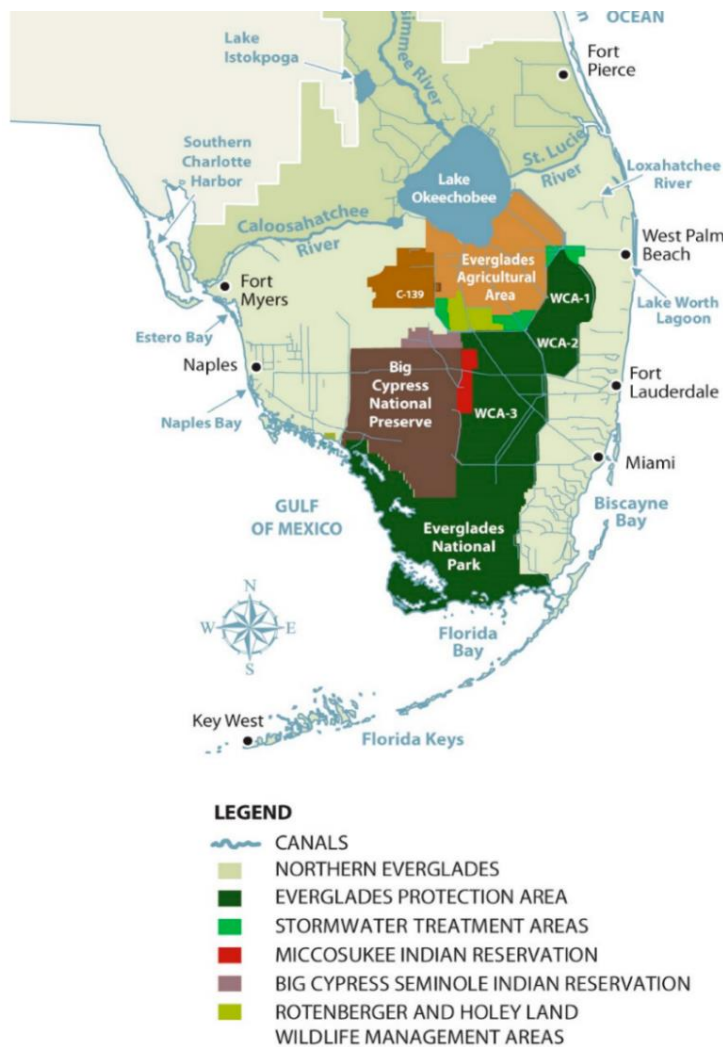 OCEAN
Lake
Istokpoga
simmee River
Fort
Pierce
Southern
Charlotte
Harbor
St. Lucie
River
Loxahatchee
River
Lake
Okeechobee
Caloosahatchee
River
West Palm
Beach
Everglades
Agricultural
Area
C-139
WCA-1
Fort
Myers
Lake Worth
Lagoon
Estero Bay
WCA-2
Naples
Big
Cypress
National
Preserve
Fort
Lauderdale
WCA-3
Naples Bay
Miami
GULF
OF MEXICO
Biscayne
Bay
Everglades
National
Park
N
W E
S
Florida
Bay
Key West
Florida Keys
LEGEND
CANALS
NORTHERN EVERGLADES
EVERGLADES PROTECTION AREA
STORMWATER TREATMENT AREAS
MICCOSUKEE INDIAN RESERVATION
BIG CYPRESS SEMINOLE INDIAN RESERVATION
ROTENBERGER AND HOLEY LAND
WILDLIFE MANAGEMENT AREAS